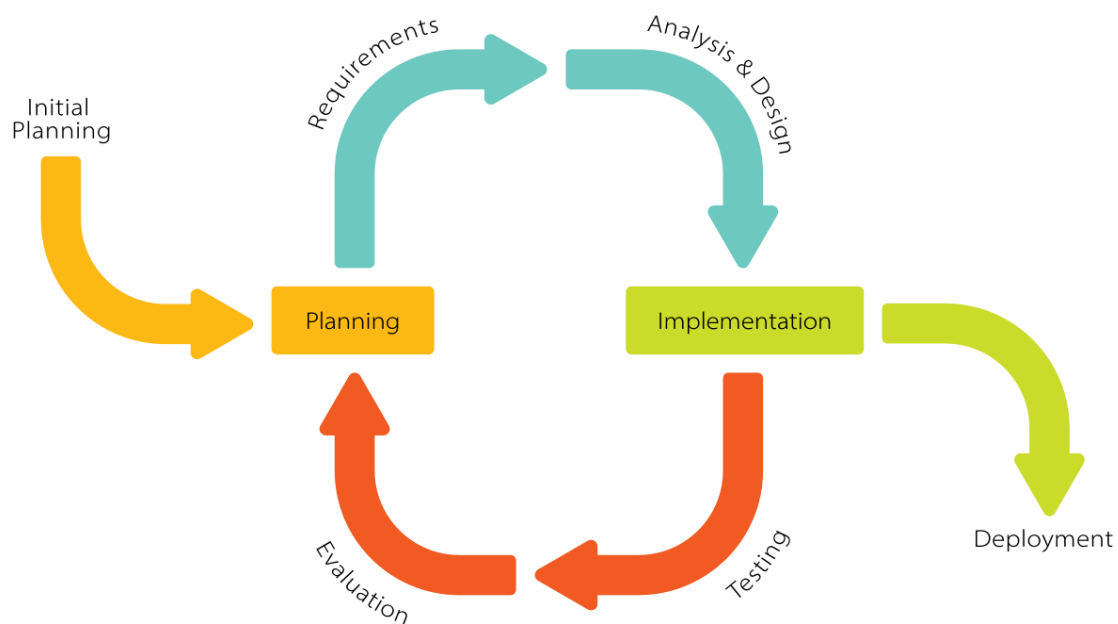 Initial
Planning
Requirements
Analysis & Design
Planning
Implementation
Evaluation
Testing
Deployment